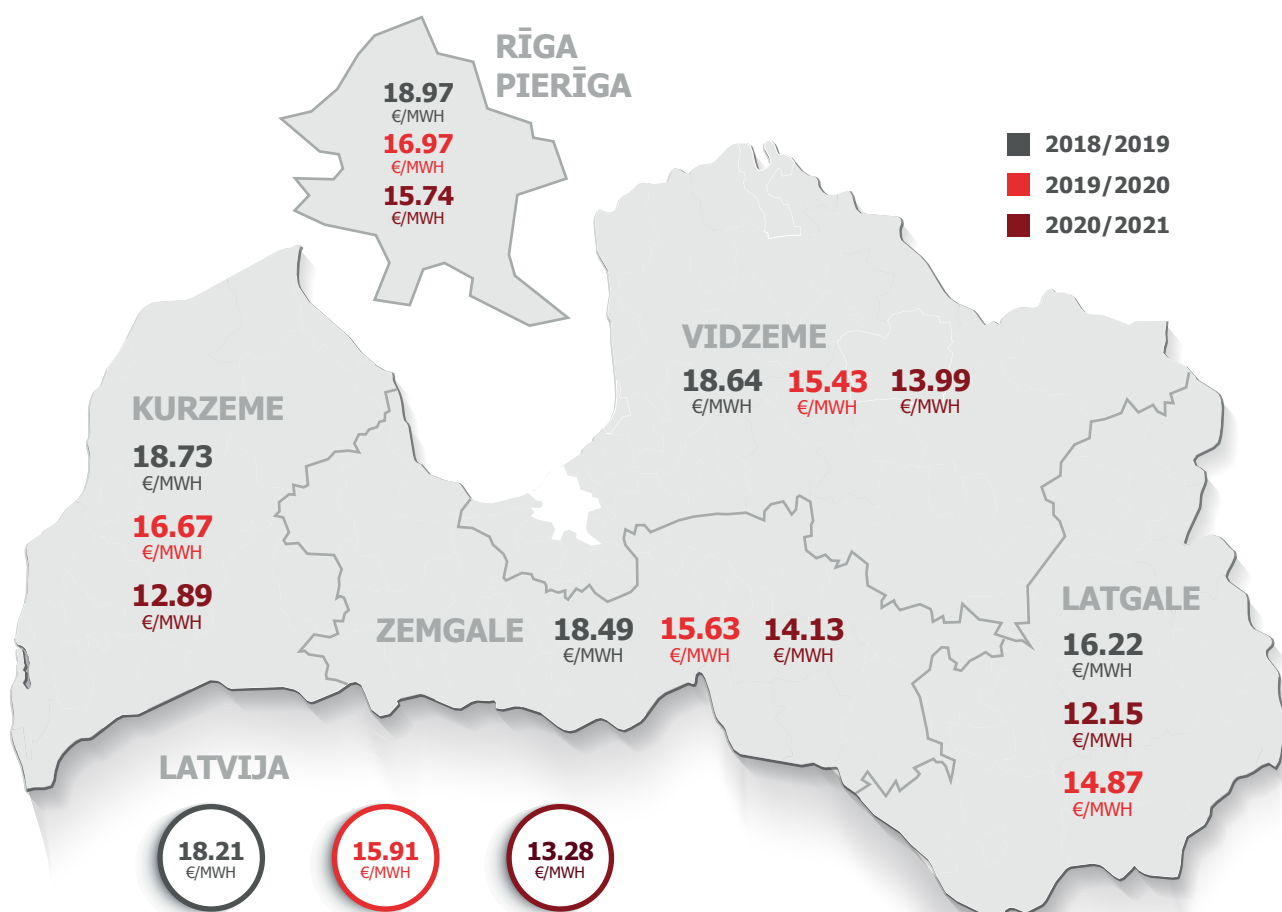 RĪGA
PIERĪGA
18.97
€/MWH
16.97
€/MWH
15.74
€/MWH
2018/2019
2019/2020
2020/2021
VIDZEME
18.64 15.43 13.99
€/MWH €/MWH €/MWH
KURZEME
18.73
€/MWH
16.67
€/MWH
12.89
€/MWH
ZEMGALE 18.49 15.63 14.13
€/MWH €/MWH €/MWH
LATGALE
16.22
€/MWH
12.15
€/MWH
14.87
€/MWH
LATVIJA
18.21 15.91 13.28
€/MWH €/MWH €/MWH